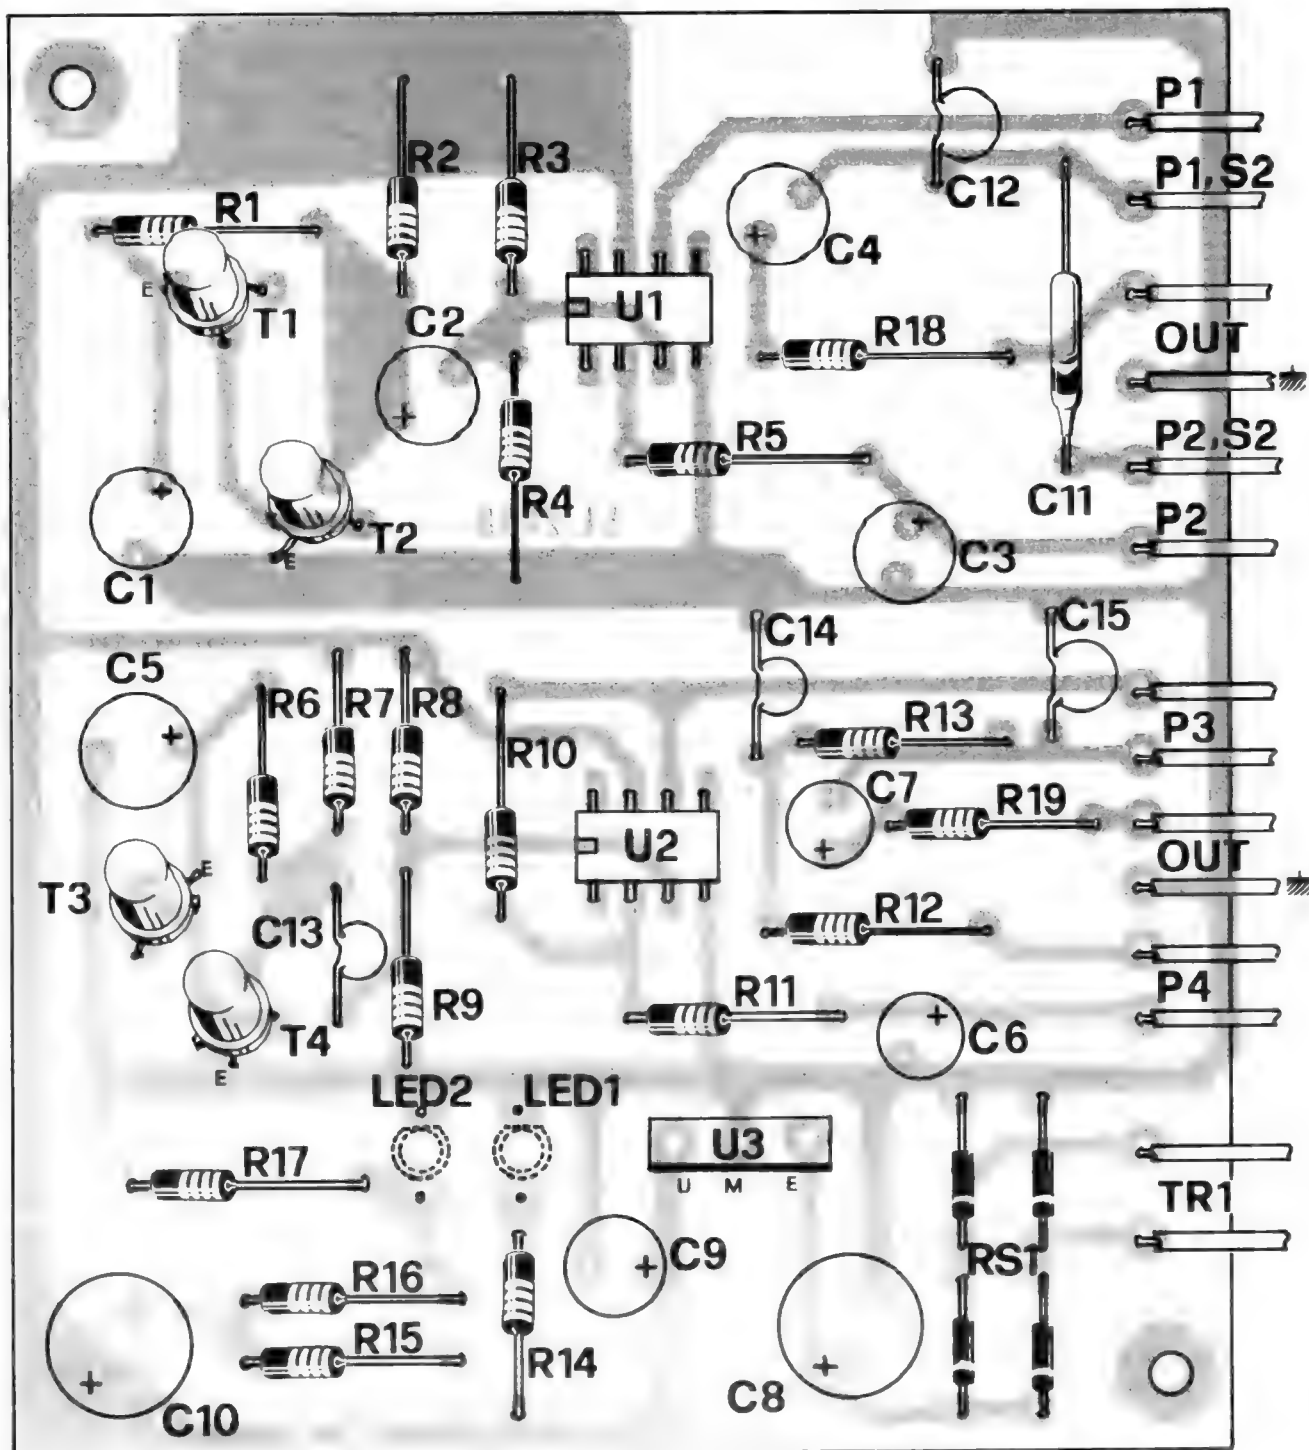 P1
R2
R3
C12
P1,S2
R1
C4
E
T1
C2
U1
R18
OUT
+
R5
P2,S2
+
R4
C11
+
T2
P2
E
C1
C3
C14
C15
C5
R6
R7
R8
R13
+
R10
P3
C7
R19
U2
+
OUT
E
T3
R12
C13
P4
R9
R11
+
T4
C6
E
LED2
LED1
U3
R17
U M E
TR1
C9
+
RS1
R16
R15
R14
+
+
C8
C10